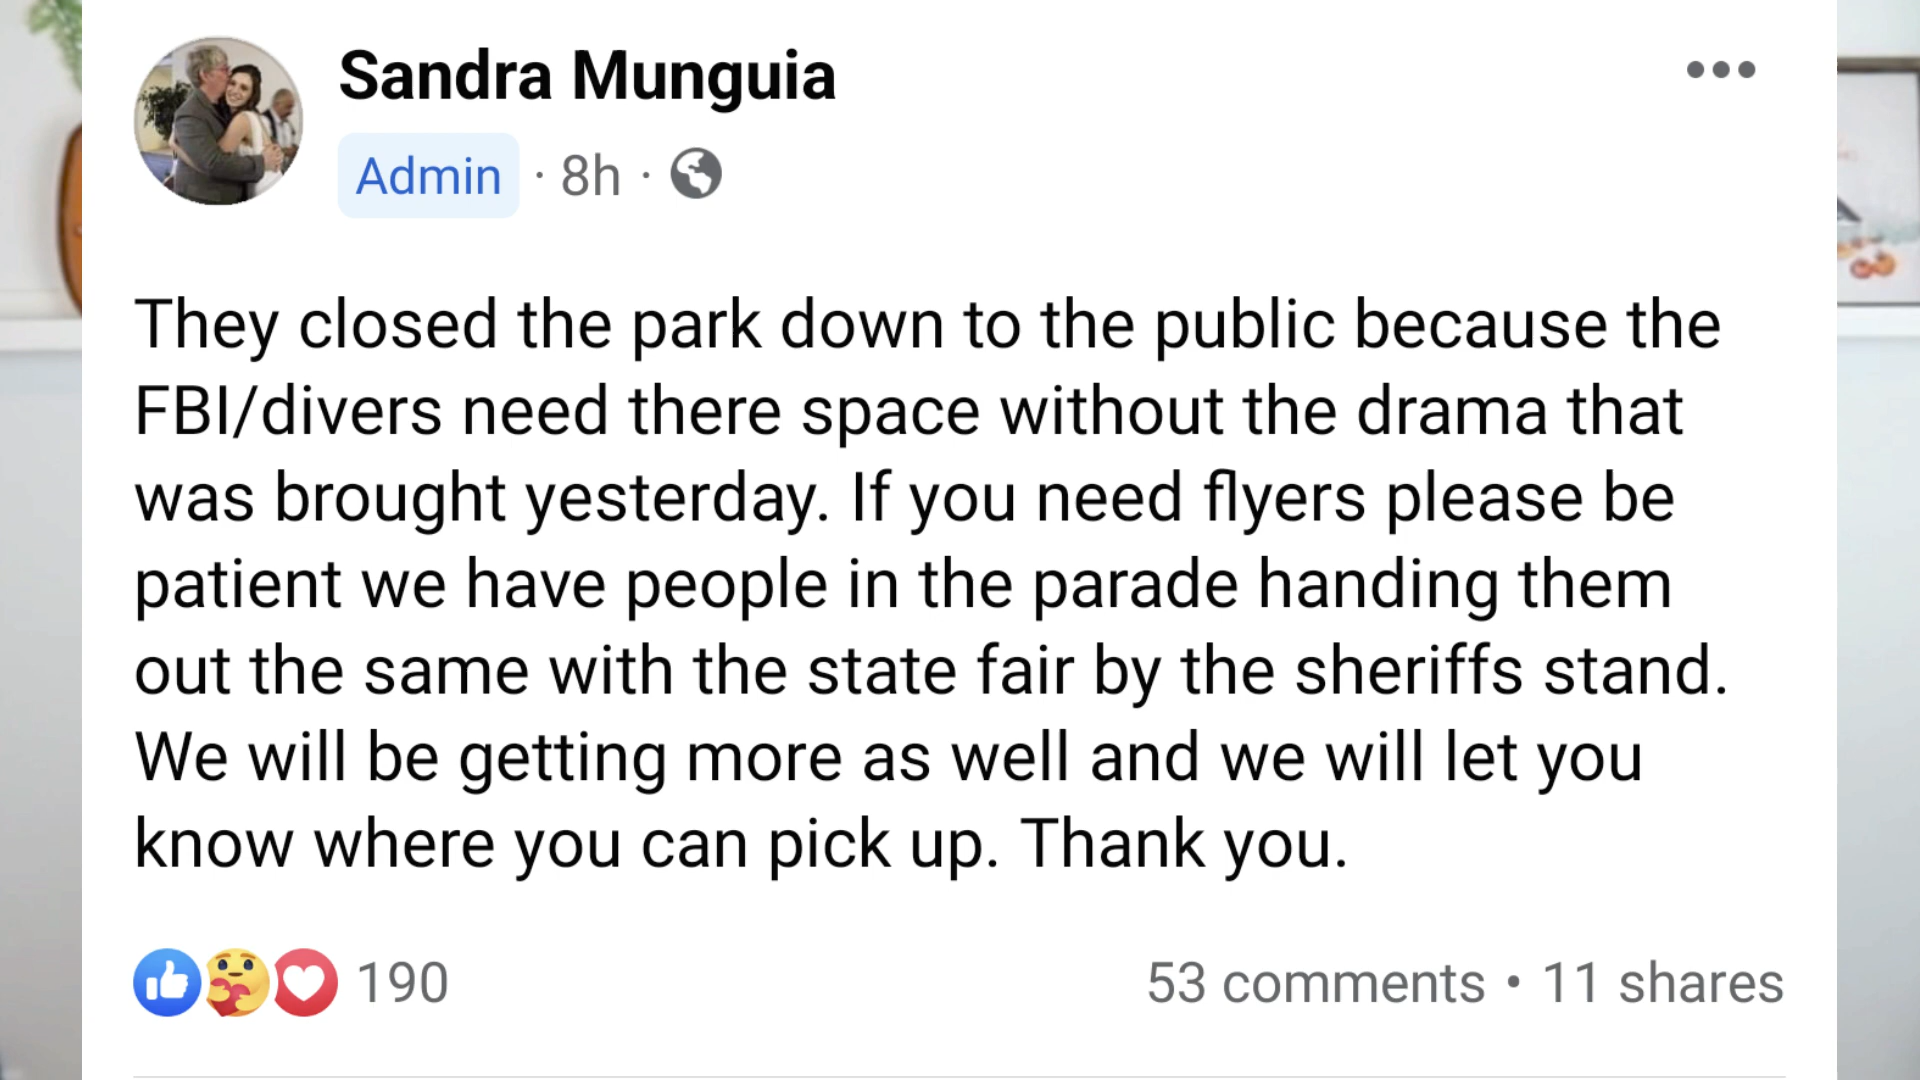 Sandra Munguia
Admin · 8h ·
They closed the park down to the public because the
FBI/divers need there space without the drama that
was brought yesterday. If you need flyers please be
patient we have people in the parade handing them
out the same with the state fair by the sheriffs stand.
We will be getting more as well and we will let you
know where you can pick up. Thank you.
190
53 comments • 11 shares